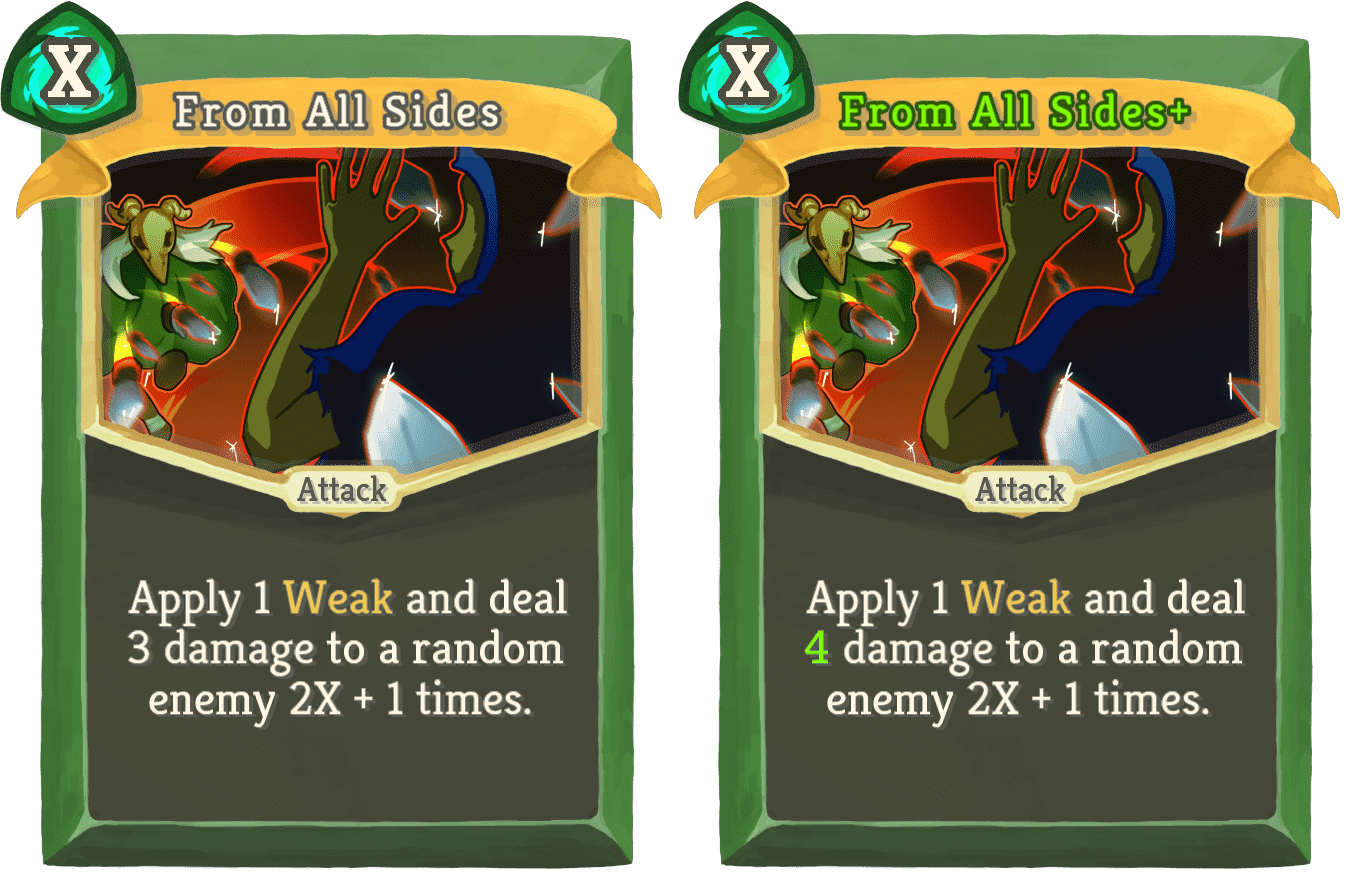 X
From All Sides
Attack
Apply 1 Weak and deal
3 damage to a random
enemy 2X + 1 times.
X
From All Sides+
Attack
Apply 1 Weak and deal
4 damage to a random
enemy 2X + 1 times.